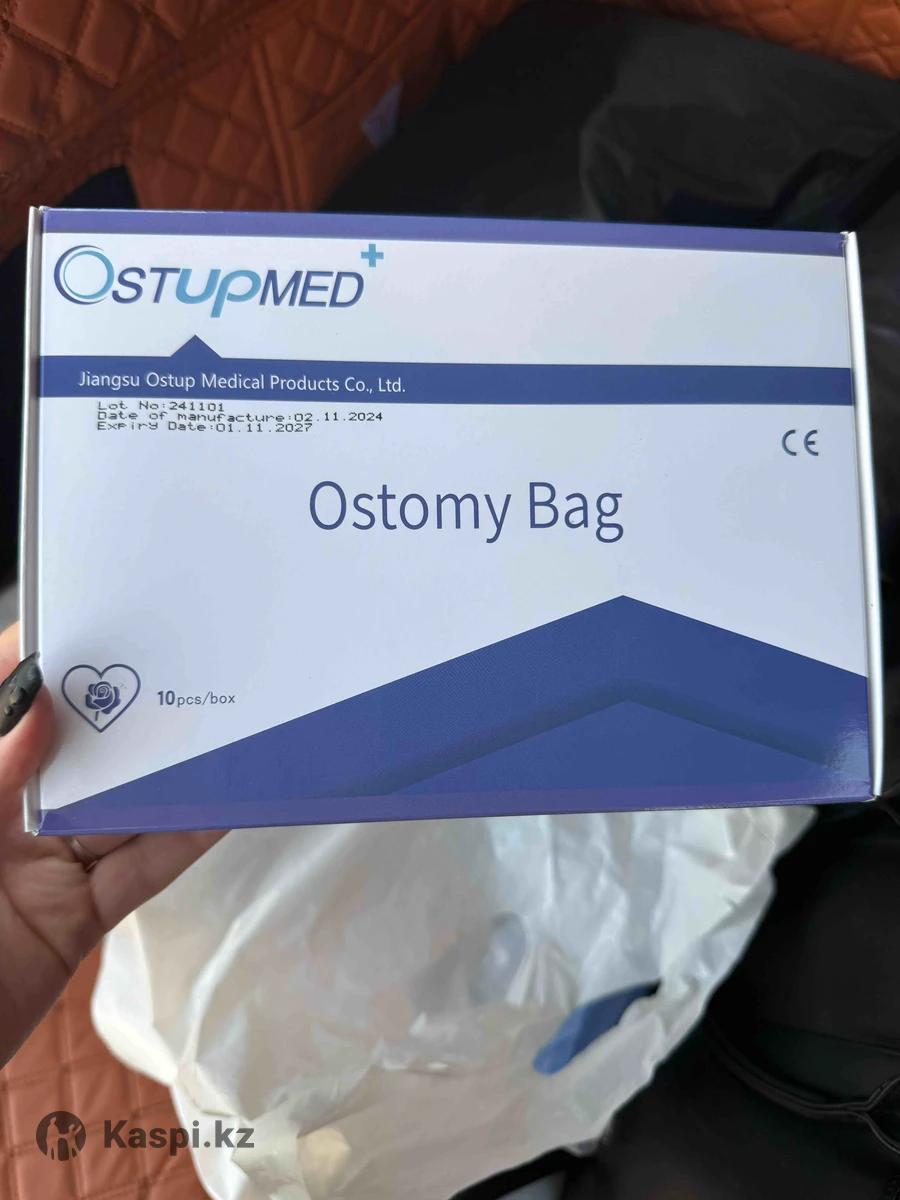 OSTUPMED+
Jiangsu Ostup Medical Products Co., Ltd.
Lot No:241101
Date of manufacture:02.11.2024
Expiry Date:01.11.2027
CE
Ostomy Bag
10pcs/box
Kaspi.kz